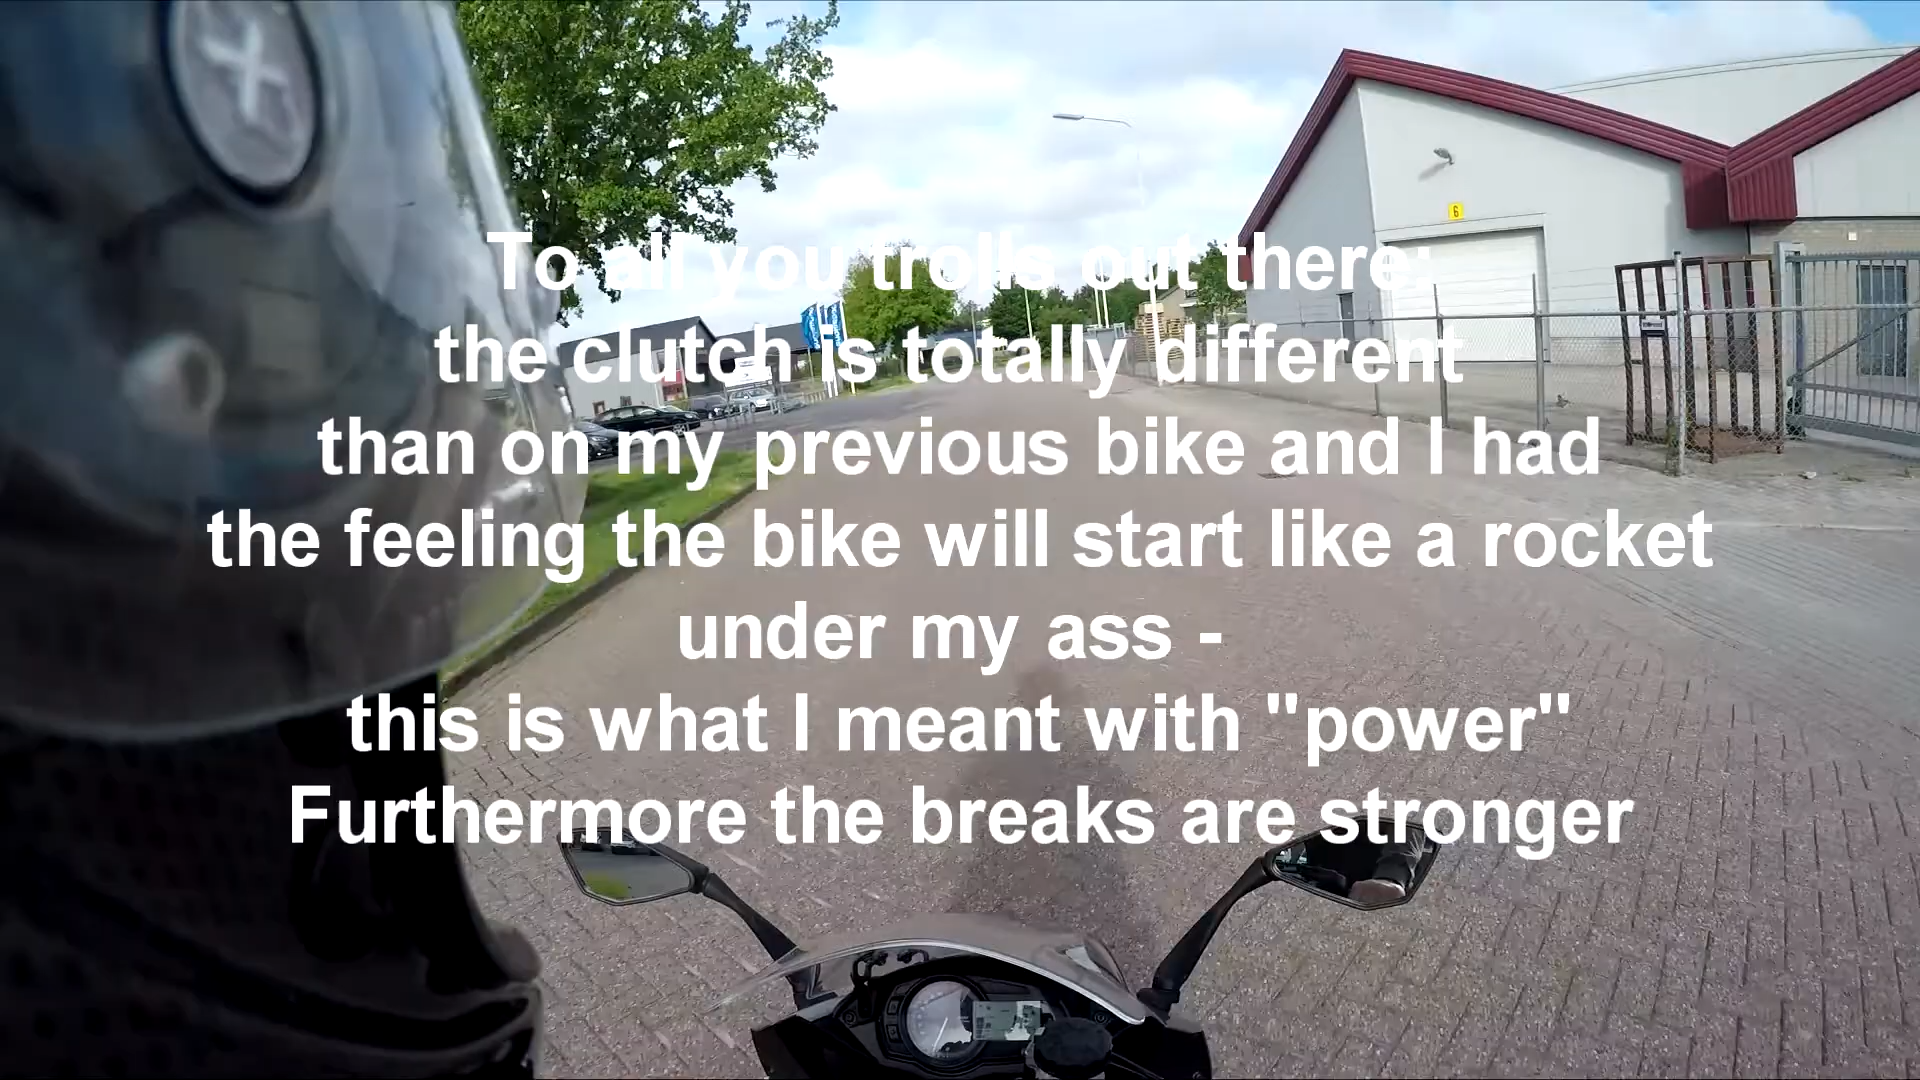 To all you trolls out there:
the clutch is totally different
than on my previous bike and I had
the feeling the bike will start like a rocket
under my ass -
this is what I meant with "power"
Furthermore the breaks are stronger
6